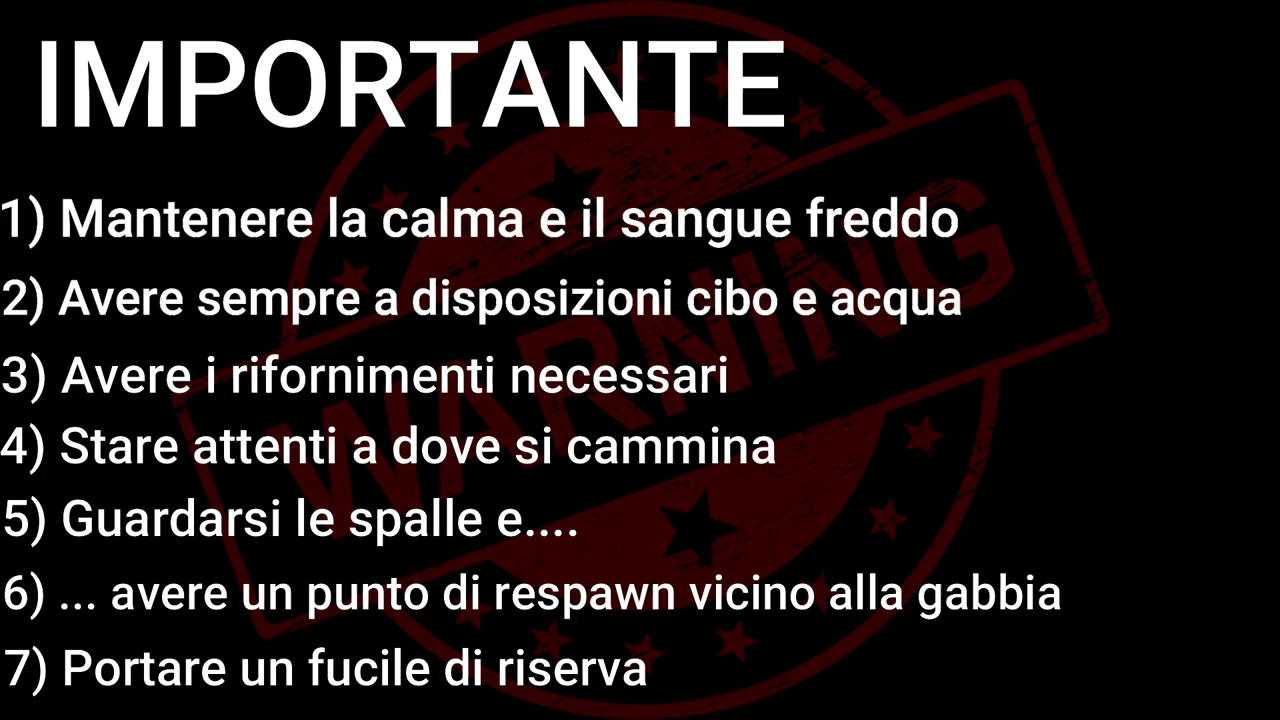 IMPORTANTE
1) Mantenere la calma e il sangue freddo
2) Avere sempre a disposizioni cibo e acqua
3) Avere i rifornimenti necessari
4) Stare attenti a dove si cammina
5) Guardarsi le spalle e....
6) ... avere un punto di respawn vicino alla gabbia
7) Portare un fucile di riserva
WARNING